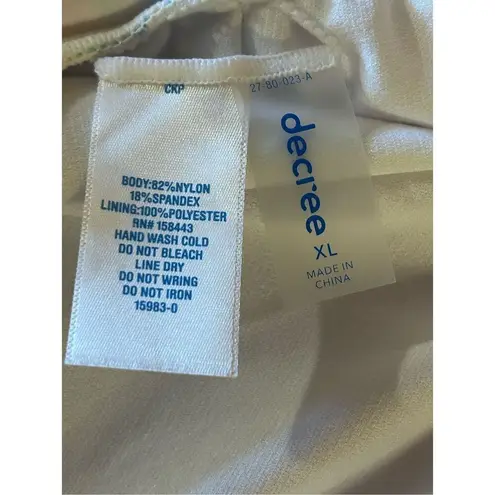 CKP
BODY:82%NYLON
18%SPANDEX
LINING:100%POLYESTER
RN# 158443
HAND WASH COLD
DO NOT BLEACH
LINE DRY
DO NOT WRING
DO NOT IRON
15983-0
27-80-023-A
decree
XL
MADE IN
CHINA